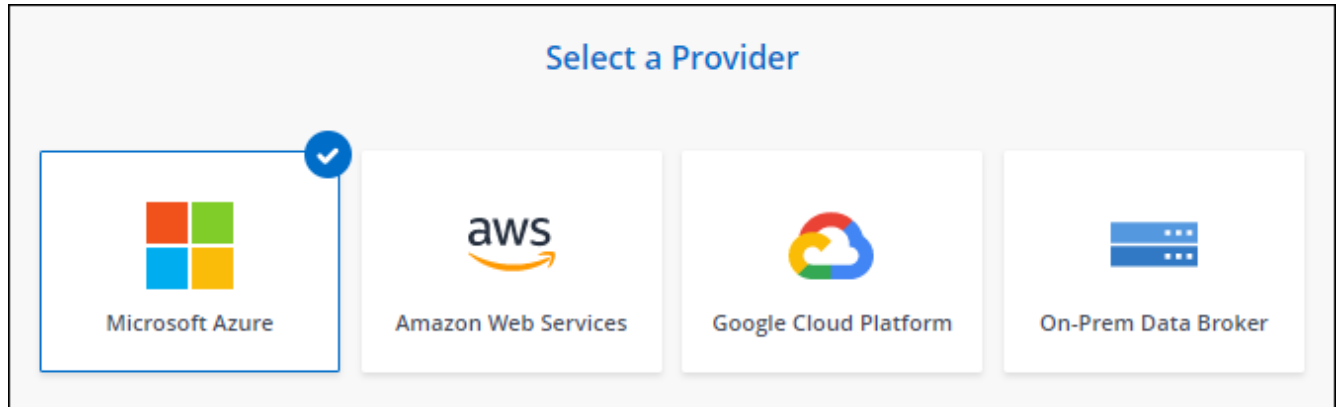 Select a Provider
aws
Microsoft Azure
Amazon Web Services
Google Cloud Platform
On-Prem Data Broker